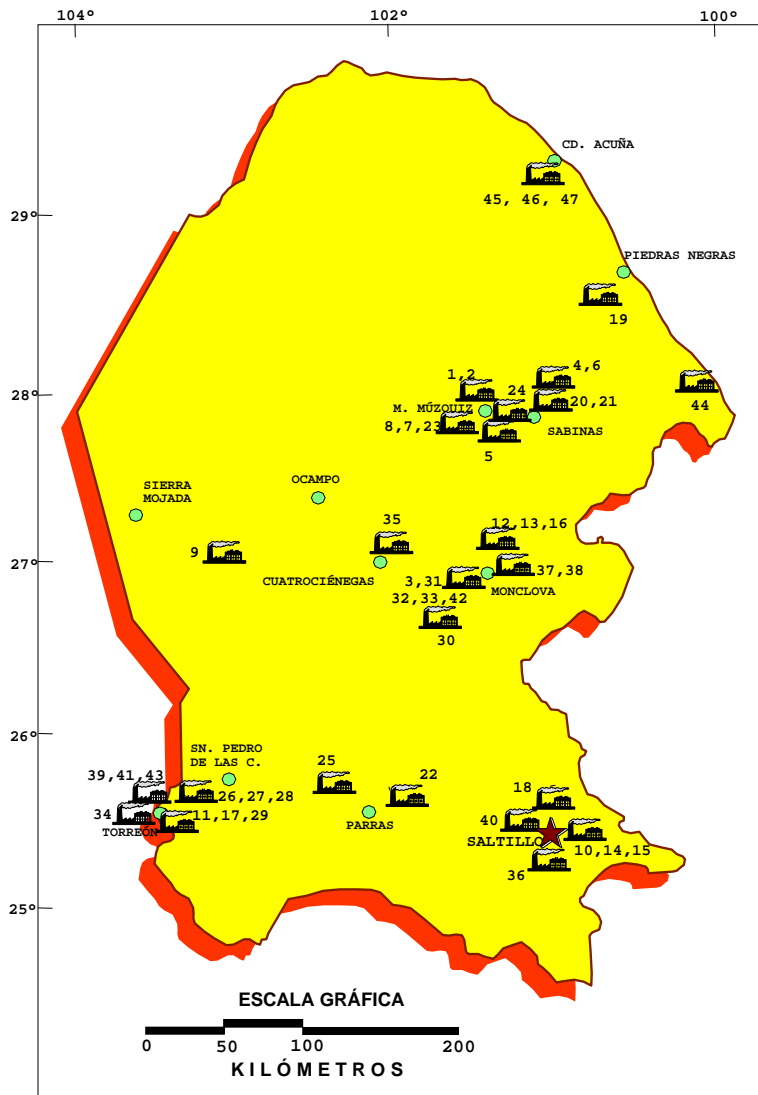 104º 102º 100º
CD. ACUÑA
45, 46, 47
29º
PIEDRAS NEGRAS
19
4,6
1,2
24
28º
20,21
44
M. MÚZQUIZ
8,7,23
SABINAS
5
OCAMPO
SIERRA
MOJADA
35
12,13,16
9
27º
CUATROCIÉNEGAS
3,31
37,38
MONCLOVA
32,33,42
30
26º
SN. PEDRO
DE LAS C.
25
39,41,43
22
26,27,28
18
34
11,17,29
40
TORREÓN
PARRAS
SALTILLO
10,14,15
36
25º
ESCALA GRÁFICA
0 50 100 200
KILÓMETROS